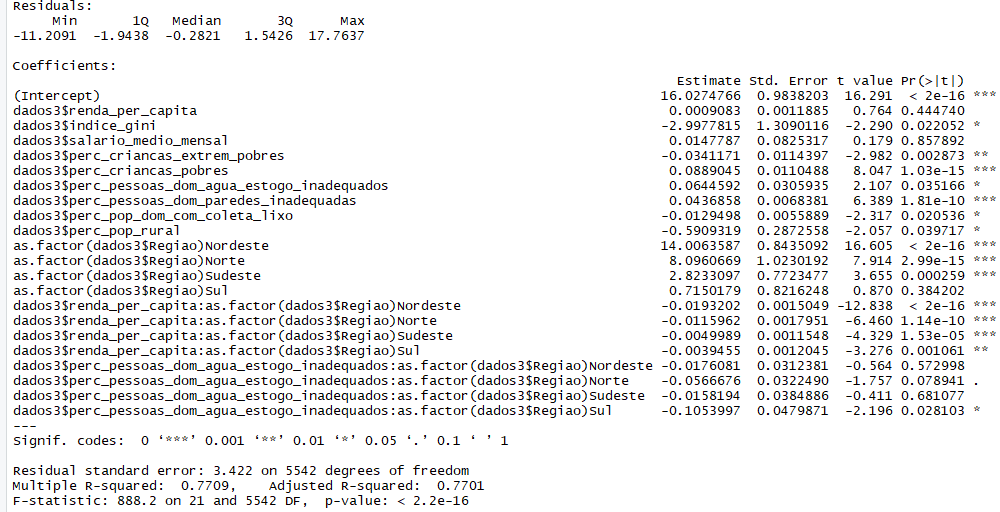 Residuals:
     Min       1Q   Median       3Q      Max
-11.2091  -1.9438  -0.2821   1.5426  17.7637

Coefficients:
                                                                                   Estimate Std. Error t value Pr(>|t|)
(Intercept)                                                                      16.0274766  0.9838203  16.291  < 2e-16 ***
dados3$renda_per_capita                                                           0.0009083  0.0011885   0.764 0.444740
dados3$indice_gini                                                               -2.9977815  1.3090116  -2.290 0.022052 *
dados3$salario_medio_mensal                                                       0.0147787  0.0825317   0.179 0.857892
dados3$perc_criancas_extrem_pobres                                               -0.0341171  0.0114397  -2.982 0.002873 **
dados3$perc_criancas_pobres                                                       0.0889045  0.0110488   8.047 1.03e-15 ***
dados3$perc_pessoas_dom_agua_estogo_inadequados                                   0.0644592  0.0305935   2.107 0.035166 *
dados3$perc_pessoas_dom_paredes_inadequadas                                       0.0436858  0.0068381   6.389 1.81e-10 ***
dados3$perc_pop_dom_com_coleta_lixo                                              -0.0129498  0.0055889  -2.317 0.020536 *
dados3$perc_pop_rural                                                            -0.5909319  0.2872558  -2.057 0.039717 *
as.factor(dados3$Regiao)Nordeste                                                 14.0063587  0.8435092  16.605  < 2e-16 ***
as.factor(dados3$Regiao)Norte                                                     8.0960669  1.0230192   7.914 2.99e-15 ***
as.factor(dados3$Regiao)Sudeste                                                   2.8233097  0.7723477   3.655 0.000259 ***
as.factor(dados3$Regiao)Sul                                                       0.7150179  0.8216248   0.870 0.384202
dados3$renda_per_capita:as.factor(dados3$Regiao)Nordeste                         -0.0193202  0.0015049 -12.838  < 2e-16 ***
dados3$renda_per_capita:as.factor(dados3$Regiao)Norte                            -0.0115962  0.0017951  -6.460 1.14e-10 ***
dados3$renda_per_capita:as.factor(dados3$Regiao)Sudeste                          -0.0049989  0.0011548  -4.329 1.53e-05 ***
dados3$renda_per_capita:as.factor(dados3$Regiao)Sul                              -0.0039455  0.0012045  -3.276 0.001061 **
dados3$perc_pessoas_dom_agua_estogo_inadequados:as.factor(dados3$Regiao)Nordeste -0.0176081  0.0312381  -0.564 0.572998
dados3$perc_pessoas_dom_agua_estogo_inadequados:as.factor(dados3$Regiao)Norte    -0.0566676  0.0322490  -1.757 0.078941 .
dados3$perc_pessoas_dom_agua_estogo_inadequados:as.factor(dados3$Regiao)Sudeste  -0.0158194  0.0384886  -0.411 0.681077
dados3$perc_pessoas_dom_agua_estogo_inadequados:as.factor(dados3$Regiao)Sul      -0.1053997  0.0479871  -2.196 0.028103 *
---
Signif. codes:  0 ‘***’ 0.001 ‘**’ 0.01 ‘*’ 0.05 ‘.’ 0.1 ‘ ’ 1

Residual standard error: 3.422 on 5542 degrees of freedom
Multiple R-squared:  0.7709,    Adjusted R-squared:  0.7701
F-statistic: 888.2 on 21 and 5542 DF,  p-value: < 2.2e-16